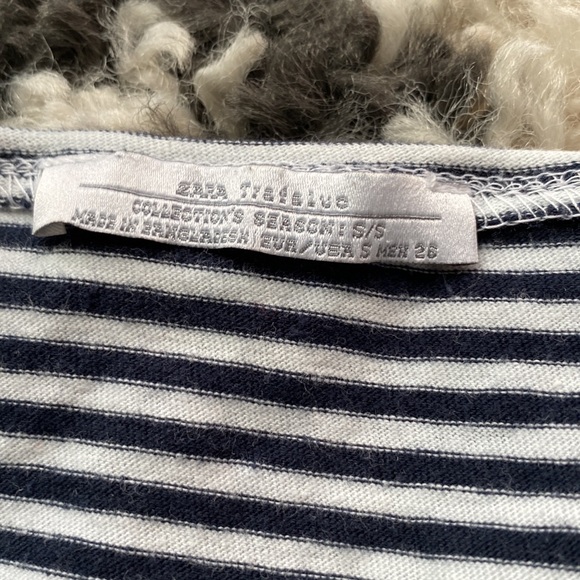 ZARA Trafaluc
COLLECTION'S SEASON: S/S
MADE IN BANGLADESH EUR/USA S MEX 26